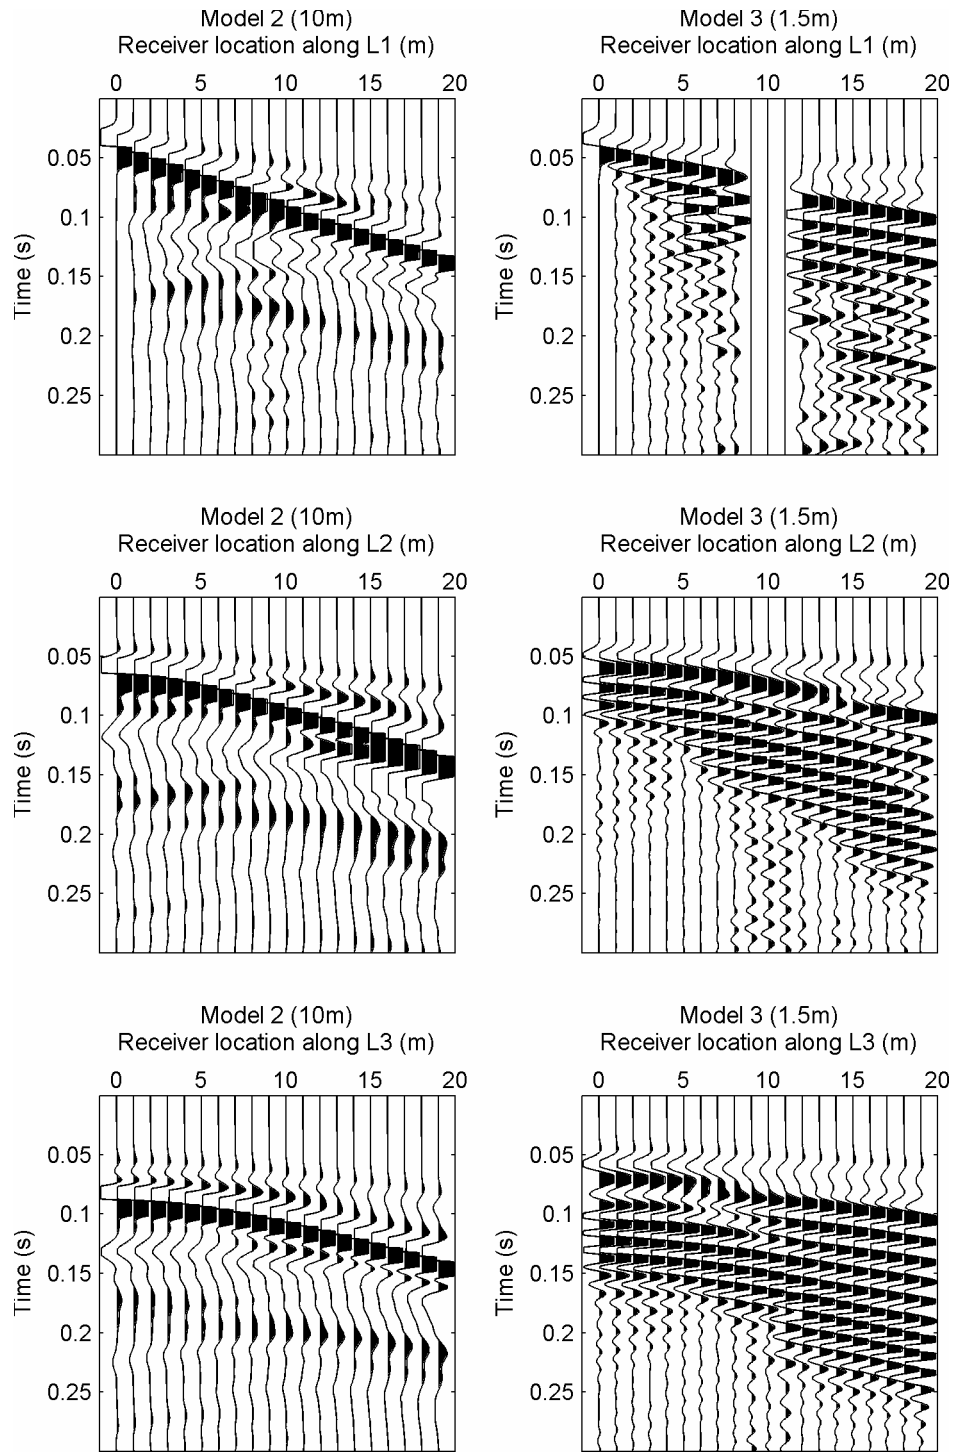 Model 2 (10m)
Receiver location along L1 (m)
0 5 10 15 20
Time (s)
0.05
0.1
0.15
0.2
0.25
Model 3 (1.5m)
Receiver location along L1 (m)
0 5 10 15 20
Time (s)
0.05
0.1
0.15
0.2
0.25
Model 2 (10m)
Receiver location along L2 (m)
0 5 10 15 20
Time (s)
0.05
0.1
0.15
0.2
0.25
Model 3 (1.5m)
Receiver location along L2 (m)
0 5 10 15 20
Time (s)
0.05
0.1
0.15
0.2
0.25
Model 2 (10m)
Receiver location along L3 (m)
0 5 10 15 20
Time (s)
0.05
0.1
0.15
0.2
0.25
Model 3 (1.5m)
Receiver location along L3 (m)
0 5 10 15 20
Time (s)
0.05
0.1
0.15
0.2
0.25